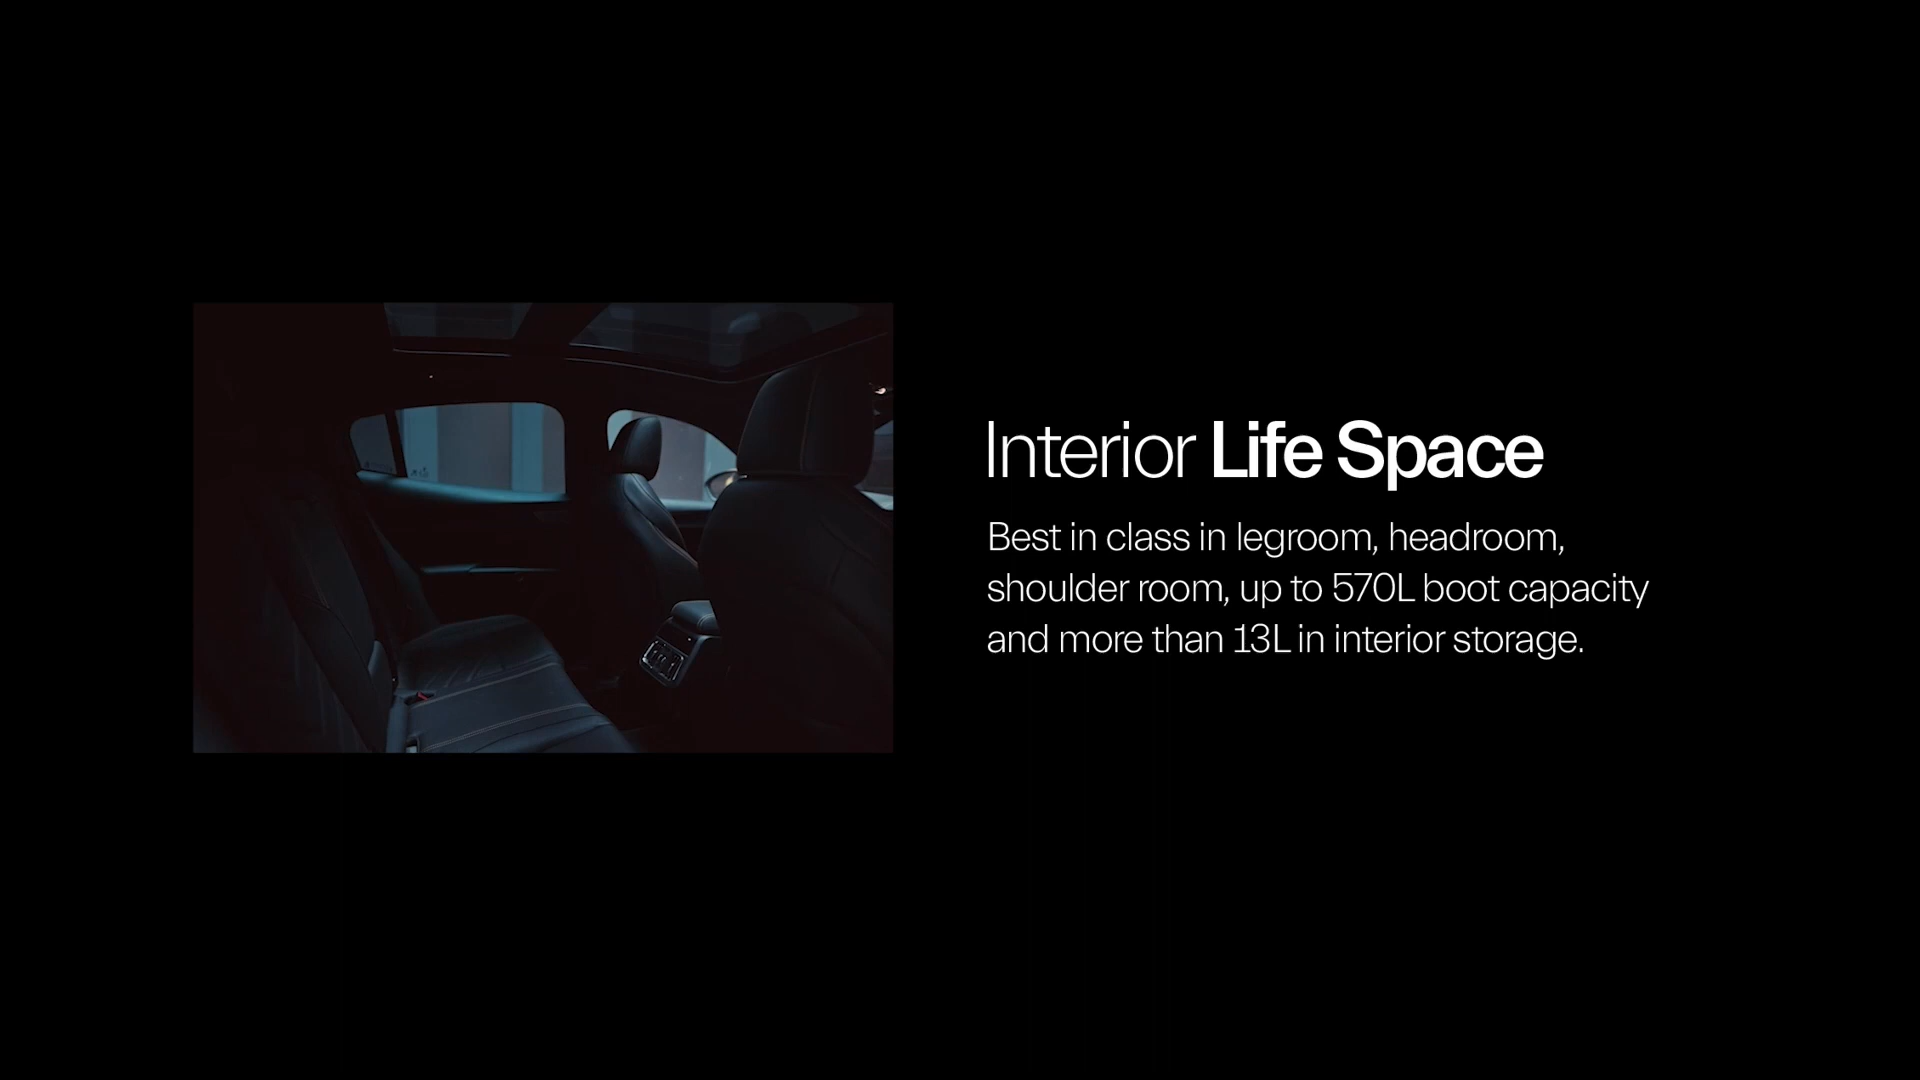 Interior Life Space
Best in class in legroom, headroom,
shoulder room, up to 570L boot capacity
and more than 13L in interior storage.